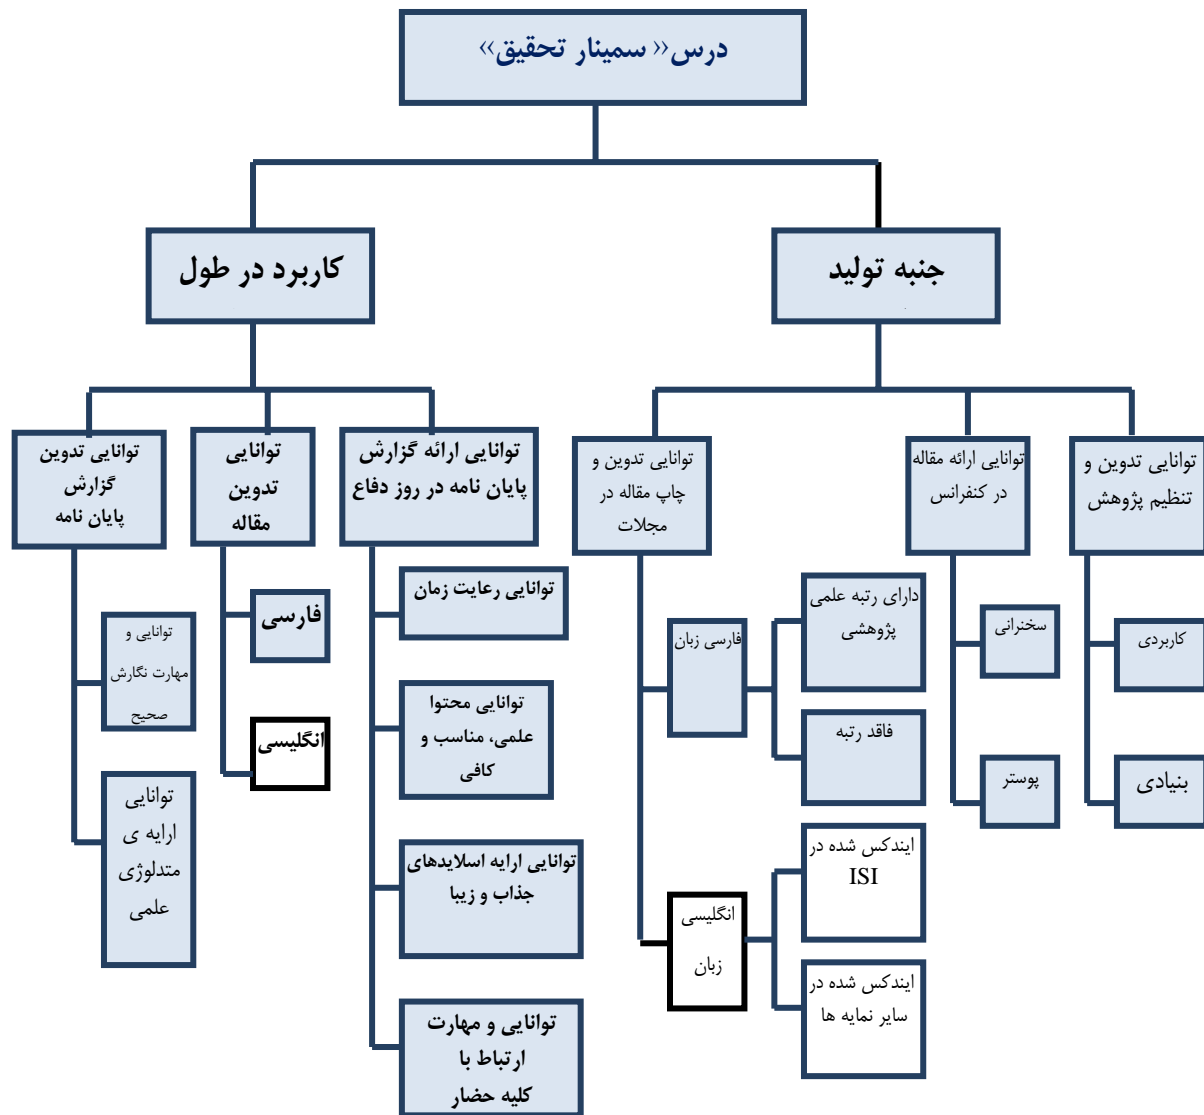 درس‹‹ سمینار تحقیق››
جنبه تولید
کاربرد در طول
توانایی تدوین و
تنظیم پژوهش
کاربردی
بنیادی
توانایی ارائه مقاله
در کنفرانس
سخنرانی
پوستر
توانایی تدوین و
چاپ مقاله در
مجلات
فارسی زبان
دارای رتبه علمی
پژوهشی
فاقد رتبه
انگلیسی
زبان
ایندکس شده در
ISI
ایندکس شده در
سایر نمایه ها
توانایی ارائه گزارش
پایان نامه در روز دفاع
توانایی رعایت زمان
توانایی محتوا
علمی، مناسب و
کافی
توانایی ارایه اسلایدهای
جذاب و زیبا
توانایی و مهارت
ارتباط با
کلیه حضار
توانایی
تدوین
مقاله
فارسی
انگلیسی
توانایی تدوین
گزارش
پایان نامه
توانایی و
مهارت نگارش
صحیح
توانایی
ارایه ی
متدلوژی
علمی